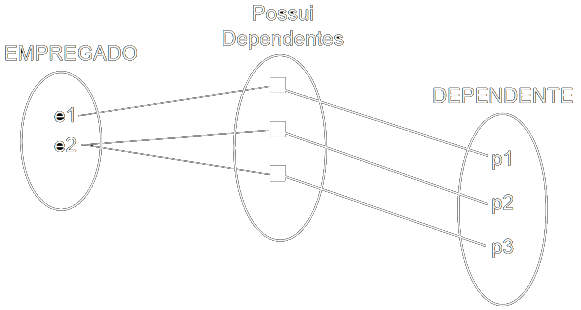 Possui
Dependentes
EMPREGADO
DEPENDENTE
e1
e2
p1
p2
p3